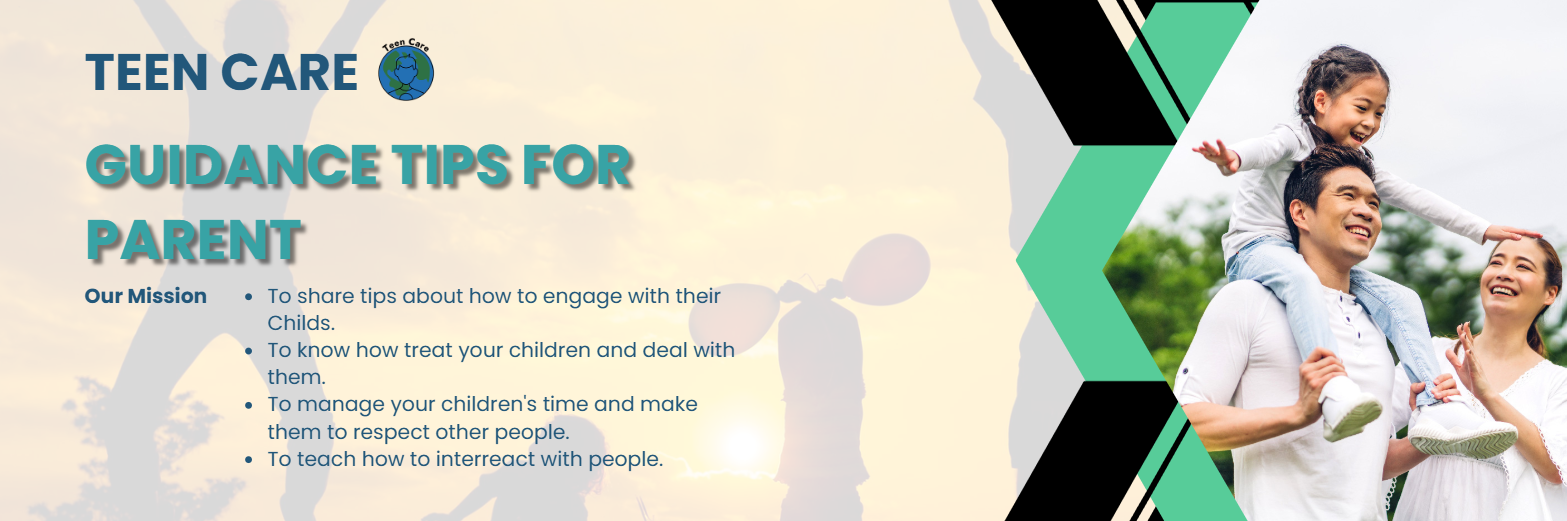 TEEN CARE
Teen Care
GUIDANCE TIPS FOR
PARENT
Our Mission
• To share tips about how to engage with their
Childs.
• To know how treat your children and deal with
them.
• To manage your children's time and make
them to respect other people.
• To teach how to interreact with people.